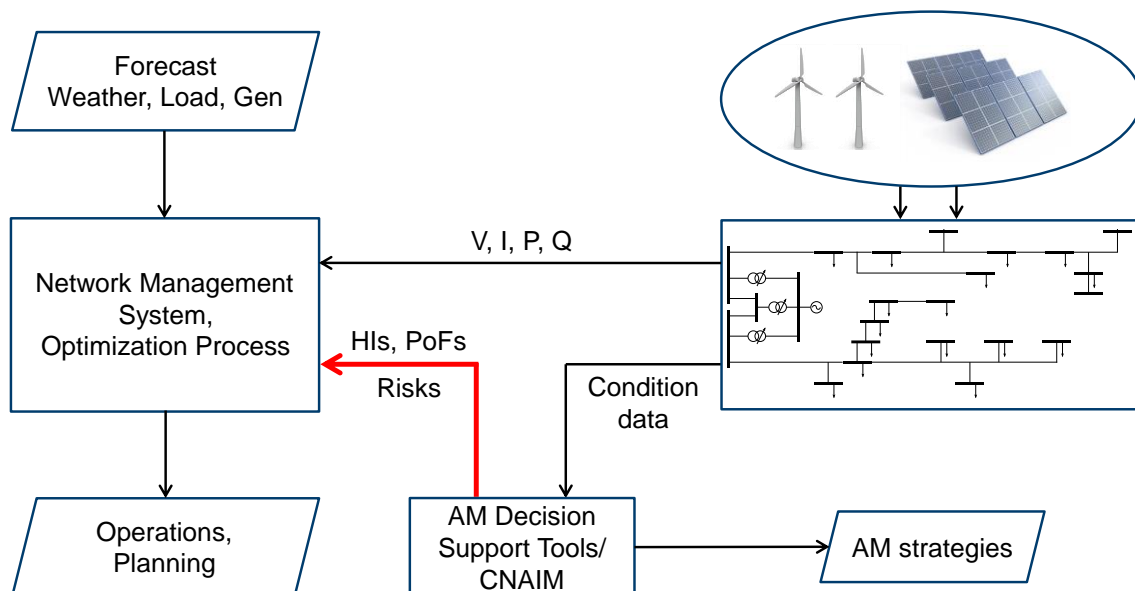 Forecast
Weather, Load, Gen
V, I, P, Q
Network Management
System,
Optimization Process
HIs, PoFs
Risks
Condition
data
Operations,
Planning
AM Decision
Support Tools/
CNAIM
AM strategies